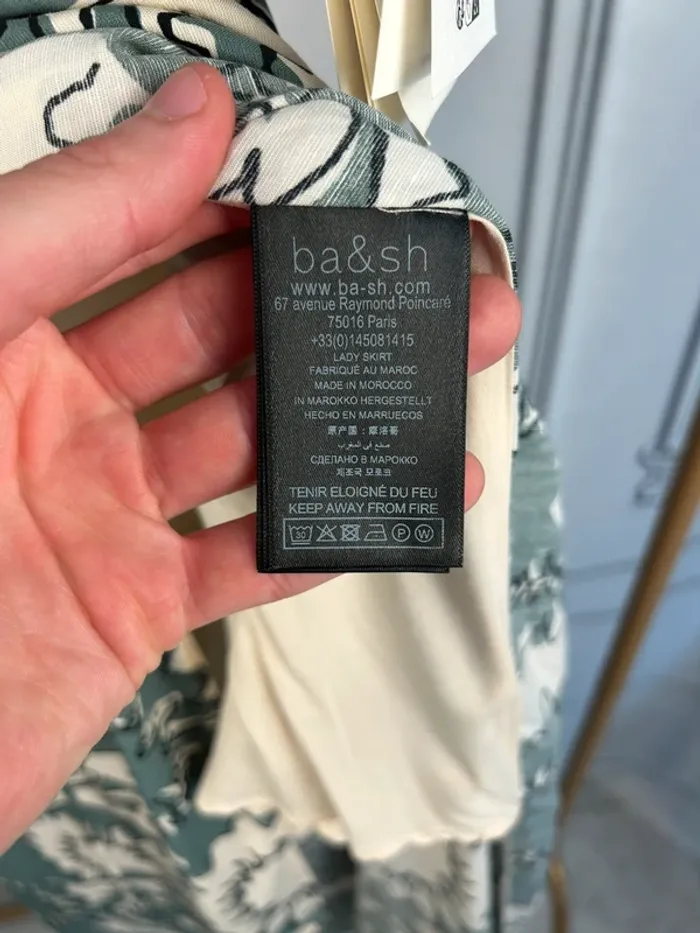 ba&sh
www.ba-sh.com
67 avenue Raymond Poincaré
75016 Paris
+33(0)145081415
LADY SKIRT
FABRIQUÉ AU MAROC
MADE IN MOROCCO
IN MAROKKO HERGESTELLT
HECHO EN MARRUECOS
原产国：摩洛哥
صنع في المغرب
СДЕЛАНО В МАРОККО
제조국 모로코
TENIR ELOIGNÉ DU FEU
KEEP AWAY FROM FIRE
30 P W